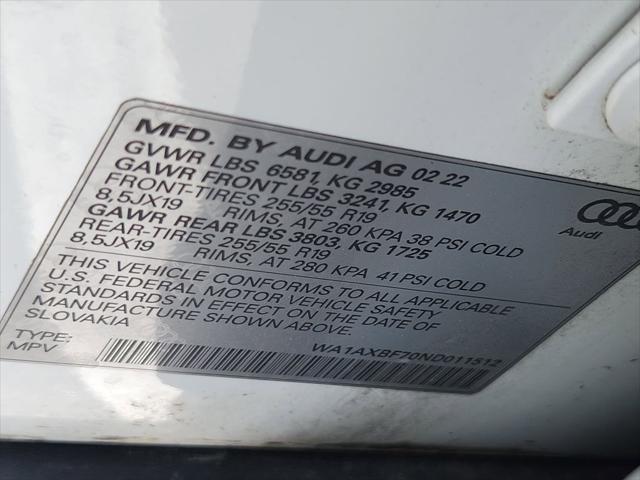 MFD. BY AUDI AG 02 22
GVWR LBS 6581, KG 2985
GAWR FRONT LBS 3241, KG 1470
FRONT-TIRES 255/55 R19
8,5JX19 RIMS, AT 260 KPA 38 PSI COLD
GAWR REAR LBS 3803, KG 1725
REAR-TIRES 255/55 R19
8,5JX19 RIMS, AT 280 KPA 41 PSI COLD
Audi
THIS VEHICLE CONFORMS TO ALL APPLICABLE
U.S. FEDERAL MOTOR VEHICLE SAFETY
STANDARDS IN EFFECT ON THE DATE OF
MANUFACTURE SHOWN ABOVE.
SLOVAKIA
TYPE:
MPV
WA1AXBF70ND011512